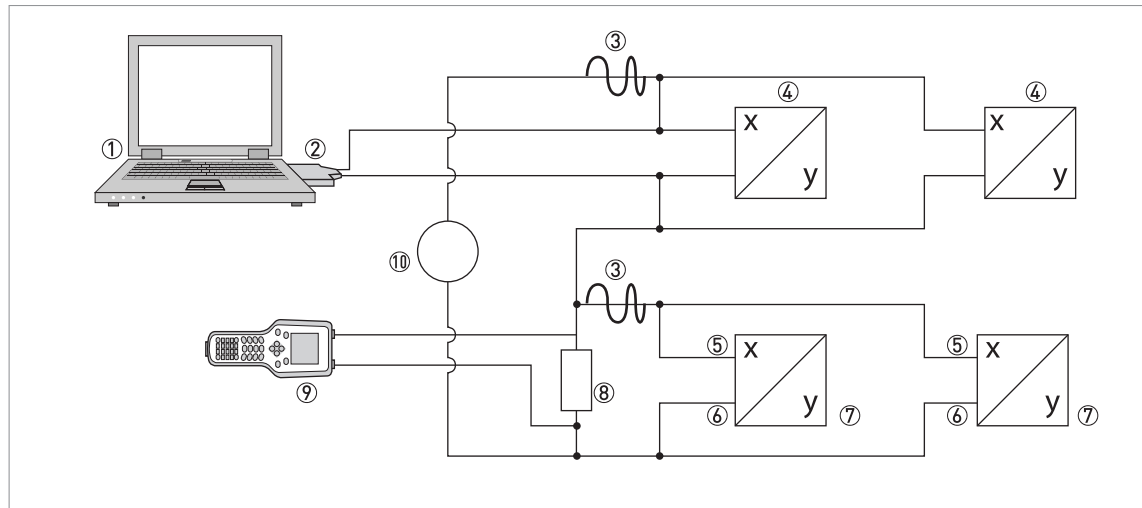 ③
④ ④
x x
① ②
y y
⑩
③
⑤ x ⑤ x
⑨ ⑧
⑥ y ⑦ ⑥ y ⑦